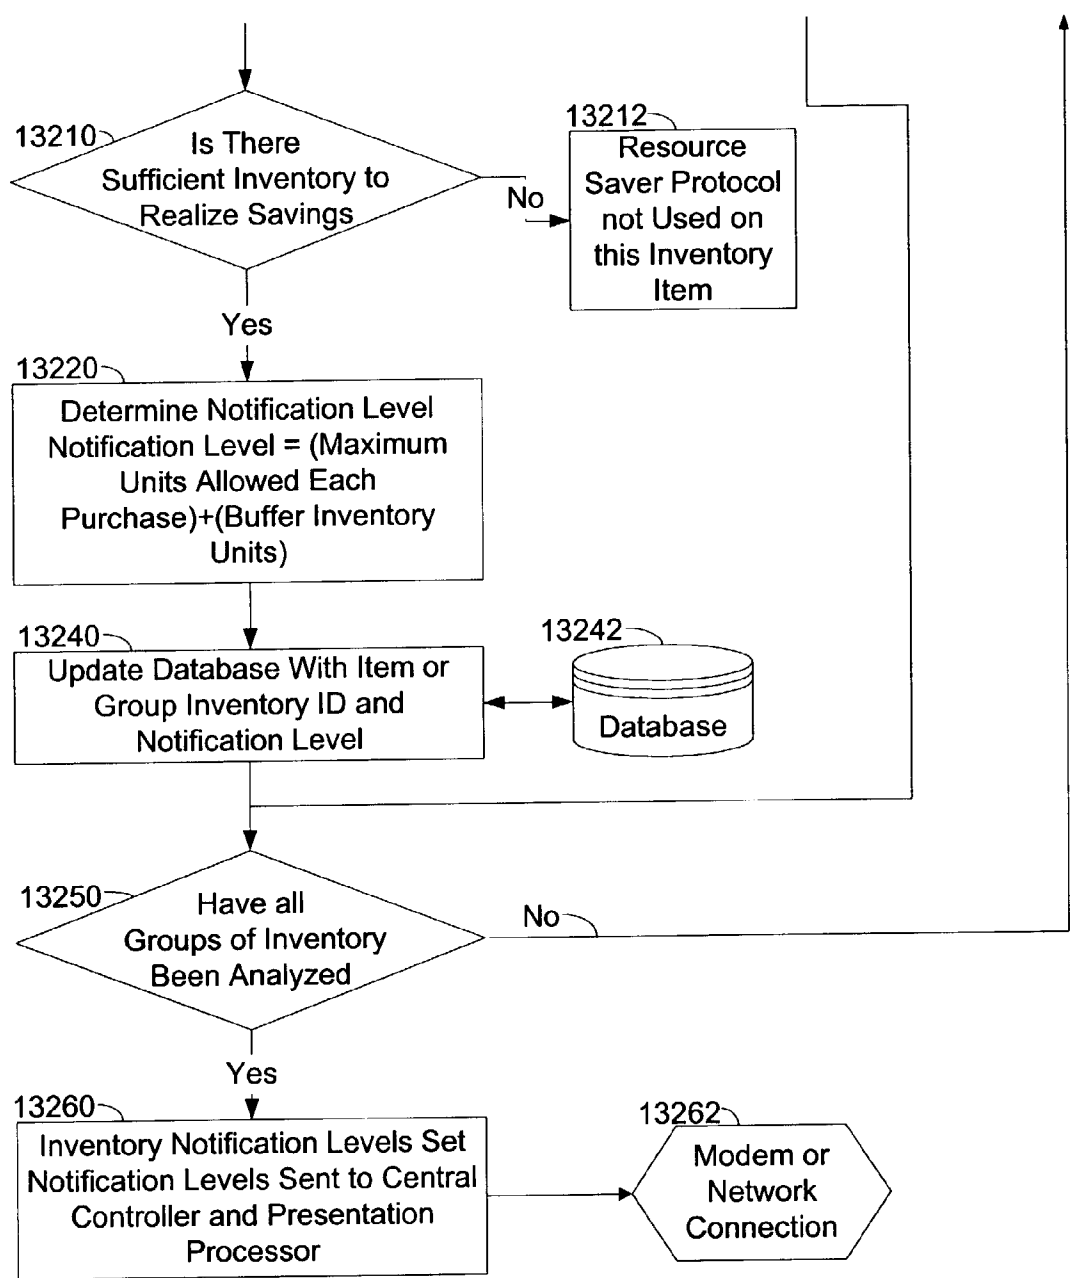 13210
Is There
Sufficient Inventory to
Realize Savings
No
13212
Resource
Saver Protocol
not Used on
this Inventory
Item
Yes
13220
Determine Notification Level
Notification Level = (Maximum
Units Allowed Each
Purchase)+(Buffer Inventory
Units)
13240
Update Database With Item or
Group Inventory ID and
Notification Level
13242
Database
13250
Have all
Groups of Inventory
Been Analyzed
No
Yes
13260
Inventory Notification Levels Set
Notification Levels Sent to Central
Controller and Presentation
Processor
13262
Modem or
Network
Connection